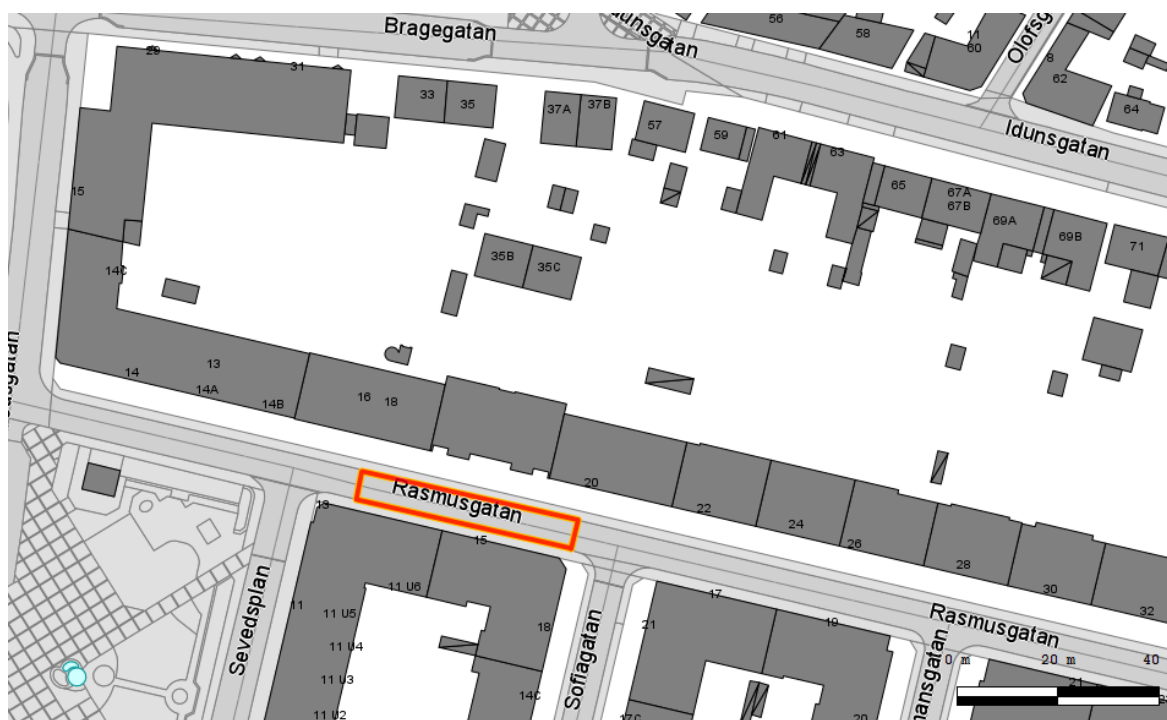 Bragegatan
Idunsgatan
Olofsg
56
58
11
60
8
62
64
29
31
33
35
37A
37B
57
59
61
63
Idunsgatan
65
67A
67B
69A
69B
71
15
14C
35B
35C
13
14
14A
14B
16
18
20
22
24
26
28
30
32
Rasmusgatan
13
15
11 U6
11
11 U5
11 U4
11 U3
11 U2
18
14C
Sevedsplan
Sofiagatan
17
19
21
17C
20
Rasmusgatan
21
0 m
20 m
40